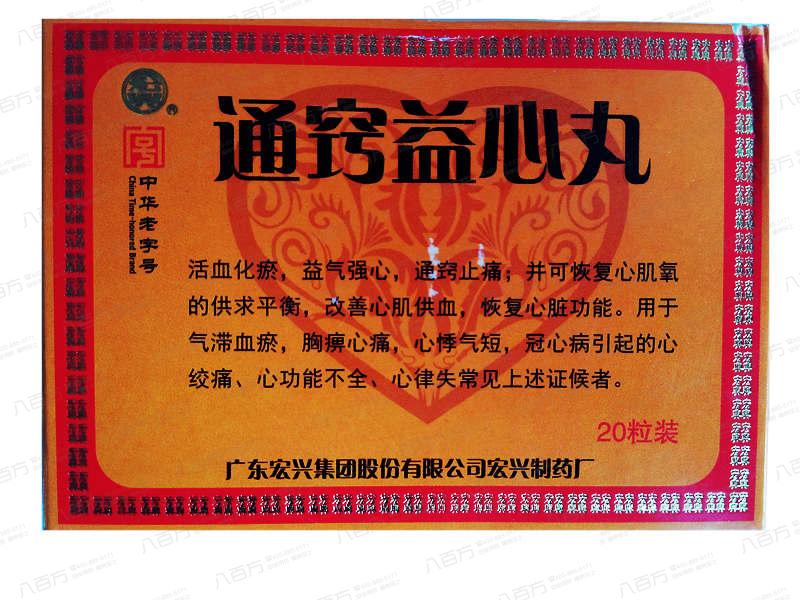 通窍益心丸
中华老字号
China Time-honored Brand
活血化瘀，益气强心，通窍止痛；并可恢复心肌氧
的供求平衡，改善心肌供血，恢复心脏功能。用于
气滞血瘀，胸痹心痛，心悸气短，冠心病引起的心
绞痛、心功能不全、心律失常见上述证候者。
20粒装
广东宏兴集团股份有限公司宏兴制药厂
八百方